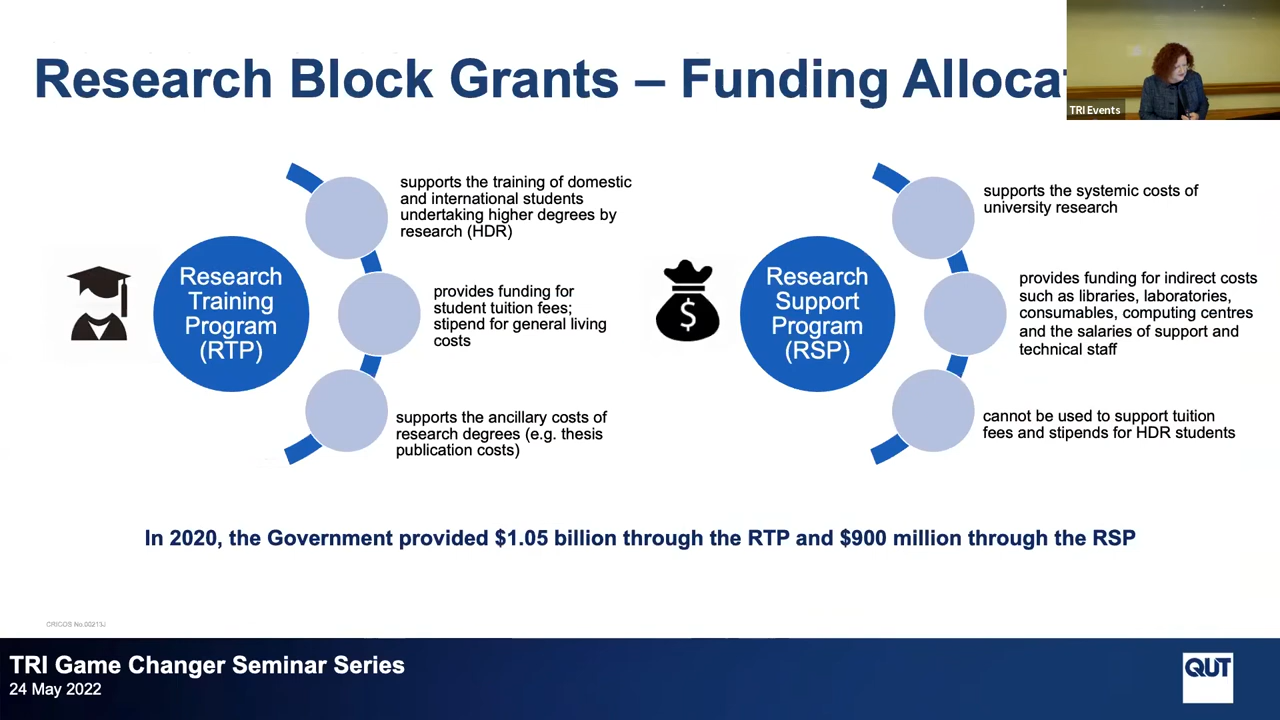 Research Block Grants – Funding Alloca
TRI Events
Research
Training
Program
(RTP)
supports the training of domestic
and international students
undertaking higher degrees by
research (HDR)
provides funding for
student tuition fees;
stipend for general living
costs
supports the ancillary costs of
research degrees (e.g. thesis
publication costs)
$
Research
Support
Program
(RSP)
supports the systemic costs of
university research
provides funding for indirect costs
such as libraries, laboratories,
consumables, computing centres
and the salaries of support and
technical staff
cannot be used to support tuition
fees and stipends for HDR students
In 2020, the Government provided $1.05 billion through the RTP and $900 million through the RSP
CRICOS No.00213J
TRI Game Changer Seminar Series
24 May 2022
QUT